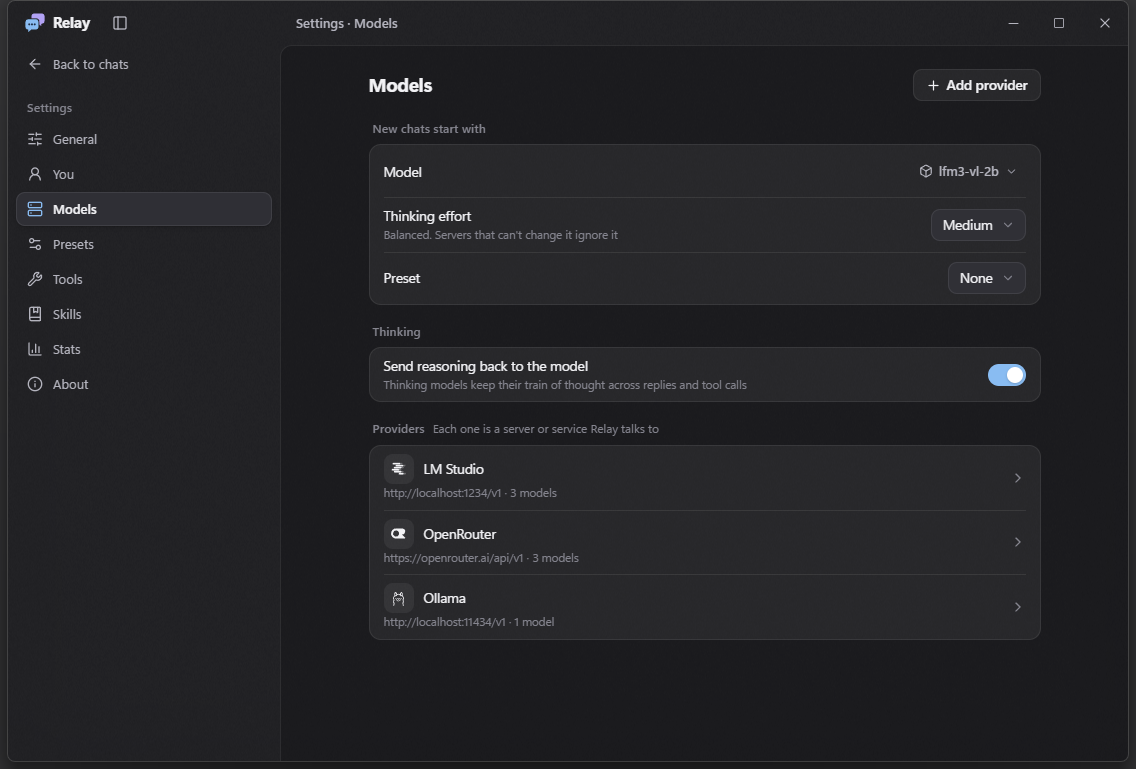 Relay
Settings · Models
Back to chats
Settings
General
You
Models
Presets
Tools
Skills
Stats
About
Models
Add provider
New chats start with
Model
lfm3-vl-2b
Thinking effort
Balanced. Servers that can't change it ignore it
Medium
Preset
None
Thinking
Send reasoning back to the model
Thinking models keep their train of thought across replies and tool calls
Providers Each one is a server or service Relay talks to
LM Studio
http://localhost:1234/v1 · 3 models
OpenRouter
https://openrouter.ai/api/v1 · 3 models
Ollama
http://localhost:11434/v1 · 1 model